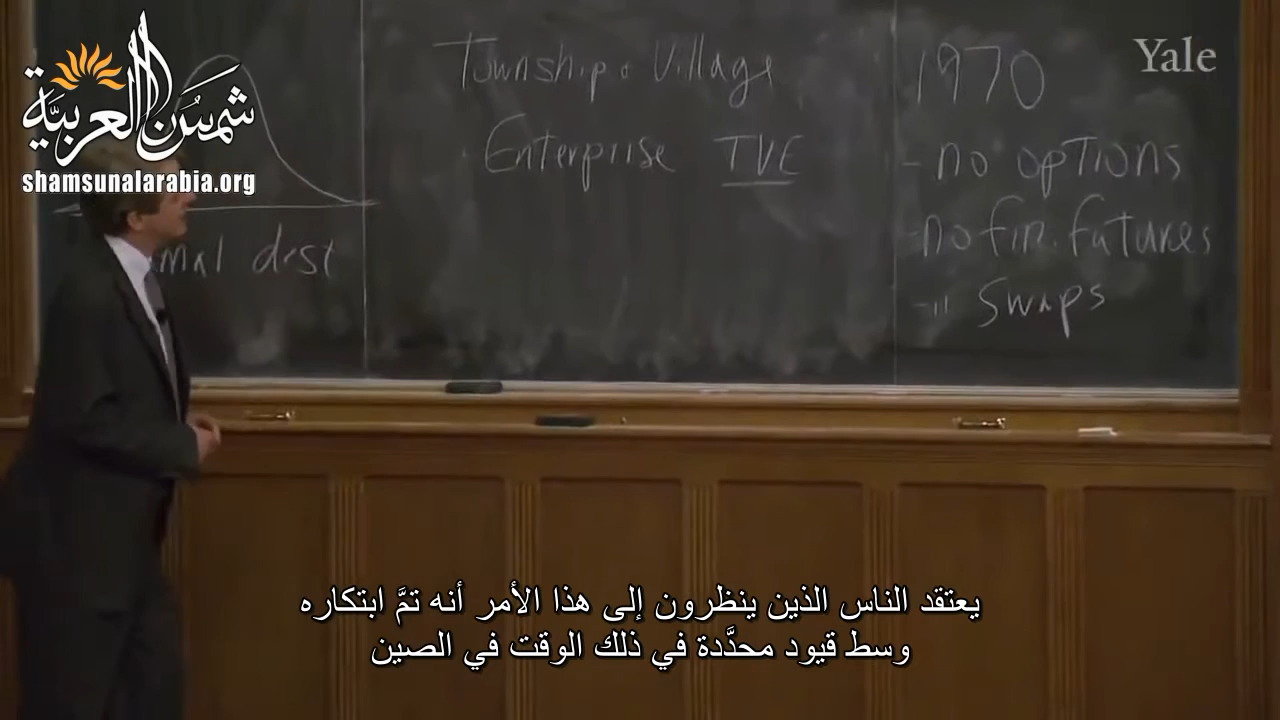 شمس العربية
shamsunalarabia.org
Yale
mal dist
Township & Village
Enterprise TVE
1970
- no options
- no fin. futures
- " Swaps
يعتقد الناس الذين ينظرون إلى هذا الأمر أنه تمَّ ابتكاره
وسط قيود محدَّدة في ذلك الوقت في الصين